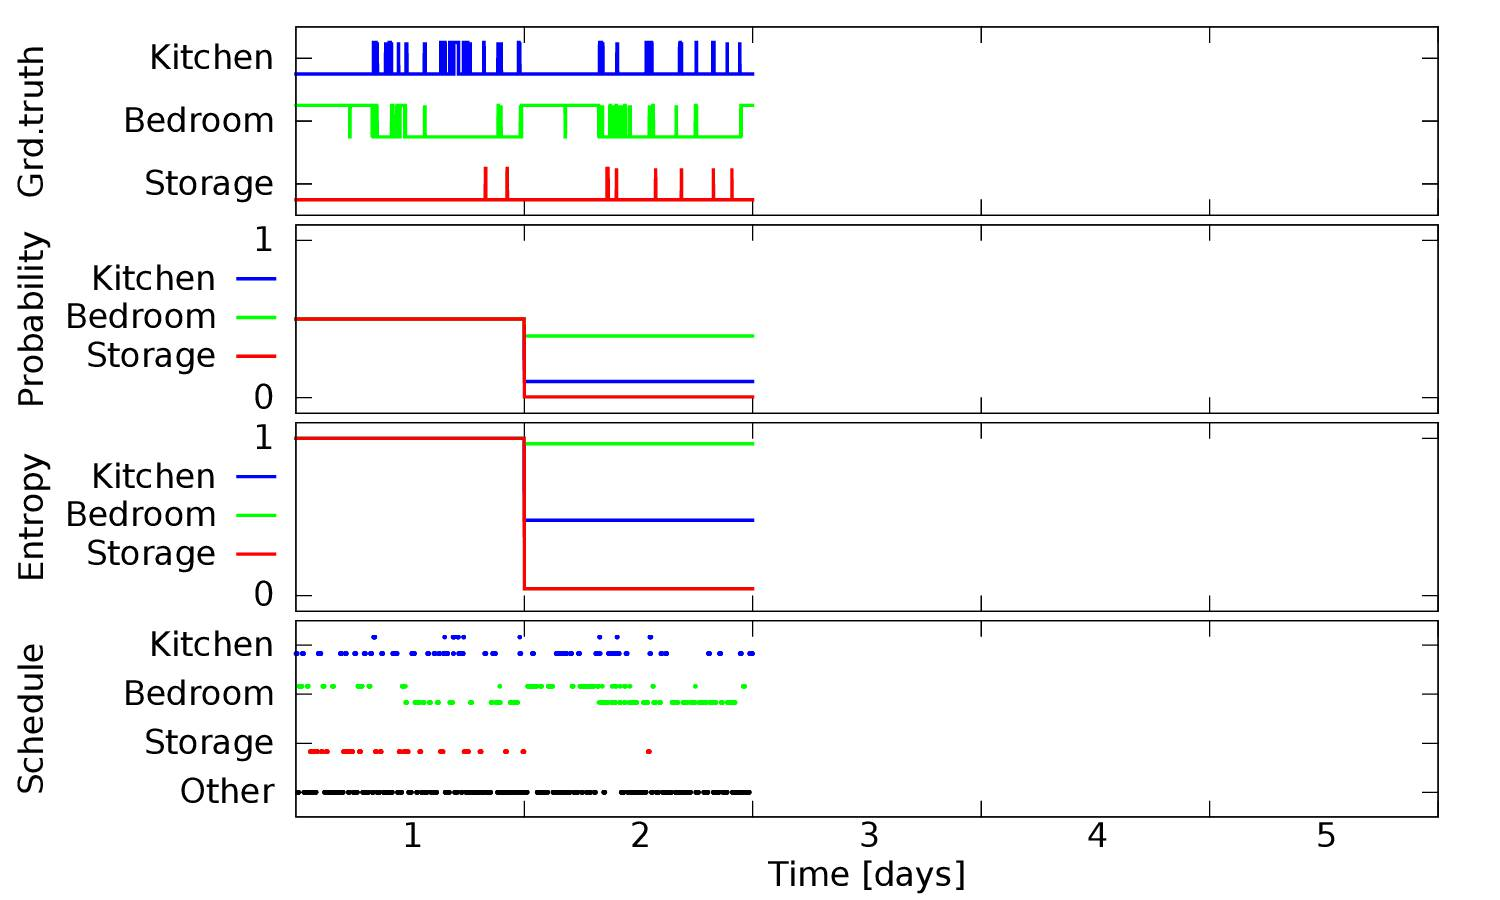 Grd.truth
Kitchen
Bedroom
Storage
Probability
1
Kitchen
Bedroom
Storage
0
Entropy
1
Kitchen
Bedroom
Storage
0
Schedule
Kitchen
Bedroom
Storage
Other
1 2 3 4 5
Time [days]